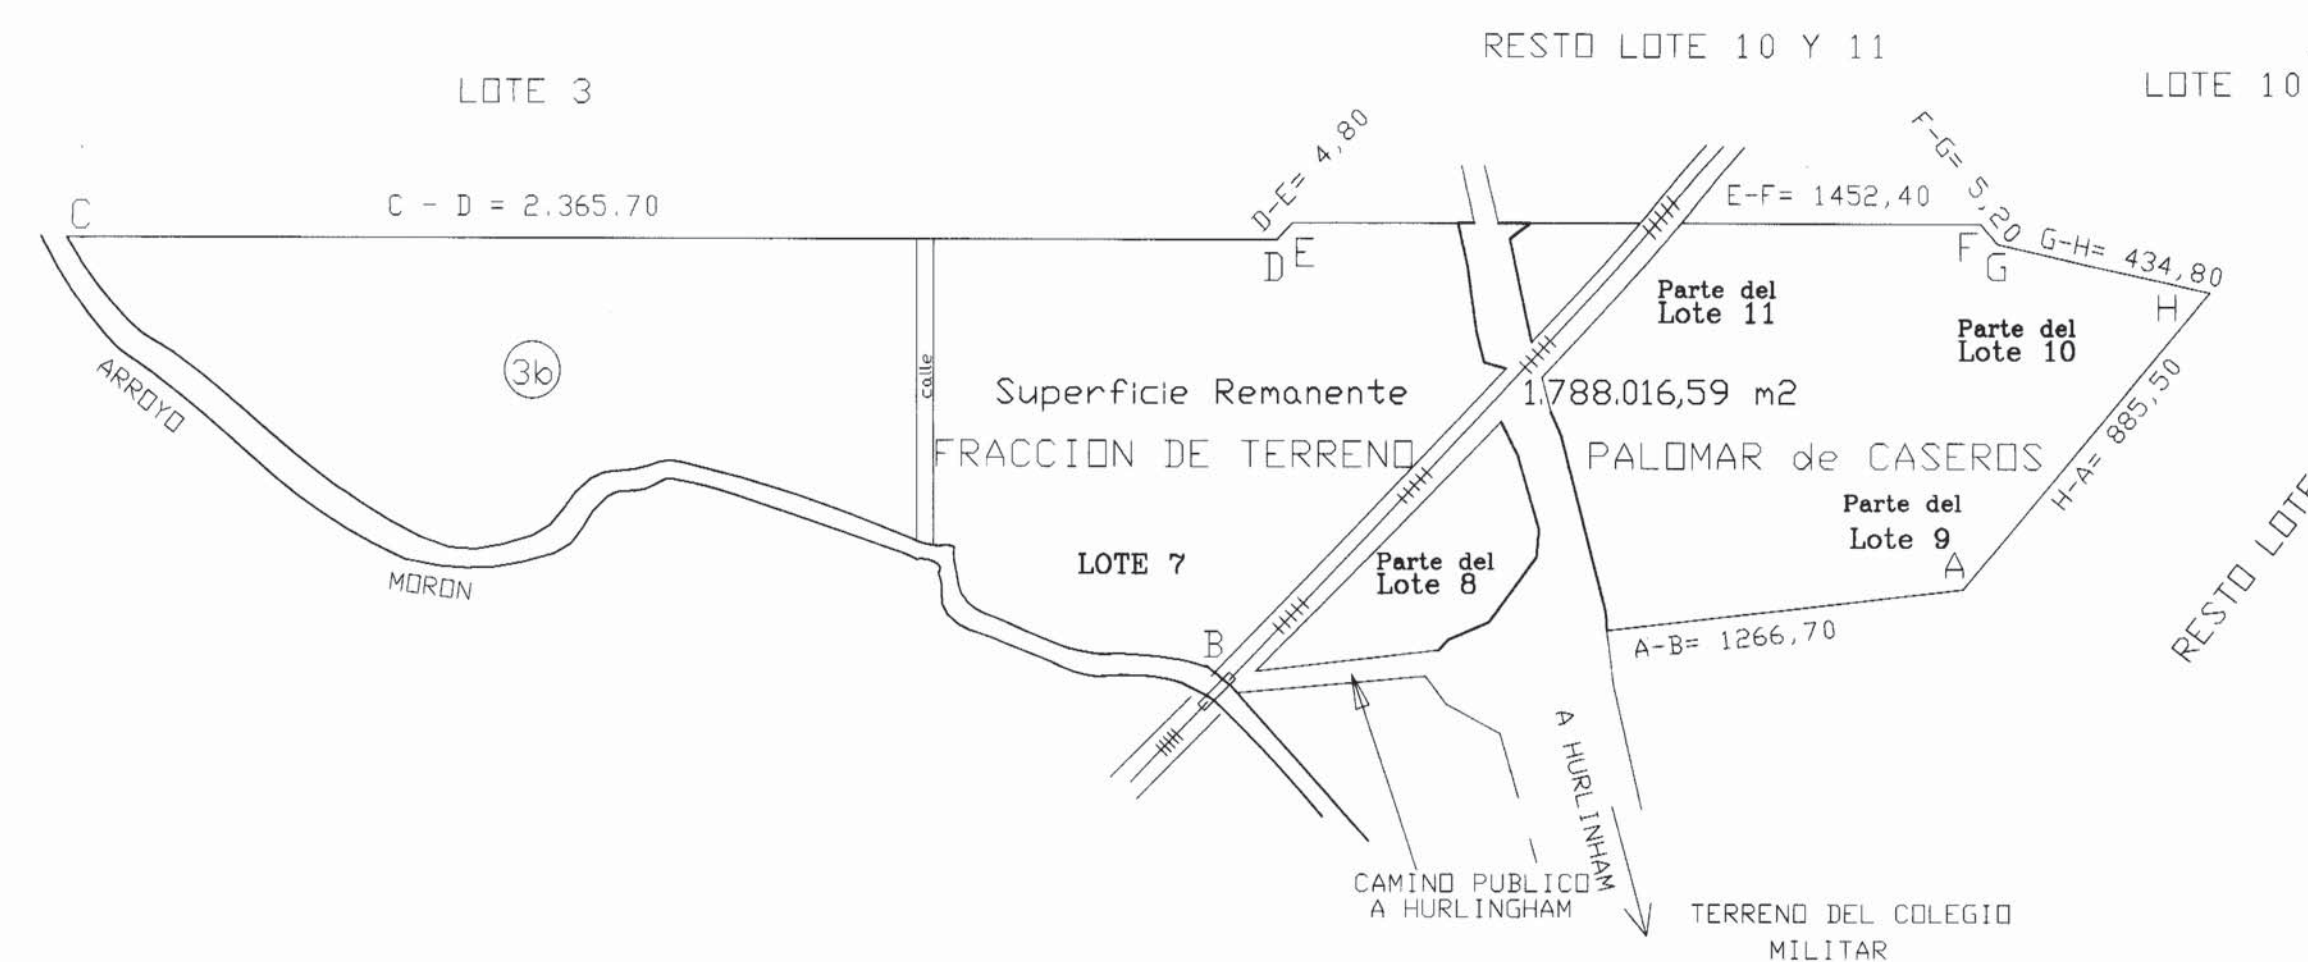 RESTO LOTE 10 Y 11
LOTE 3
LOTE 10
D-E= 4,80
F-G= 5,20
C - D = 2.365.70
E-F= 1452,40
C
D
E
F
G
G-H= 434,80
H
Parte del
Lote 11
Parte del
Lote 10
ARROYO
3b
calle
Superficie Remanente 1.788.016,59 m2
H-A= 885,50
FRACCION DE TERRENO
PALOMAR de CASEROS
Parte del
Lote 9
RESTO LOTE
LOTE 7
Parte del
Lote 8
A
MORON
B
A-B= 1266,70
A HURLINHAM
CAMINO PUBLICO
A HURLINGHAM
TERRENO DEL COLEGIO
MILITAR